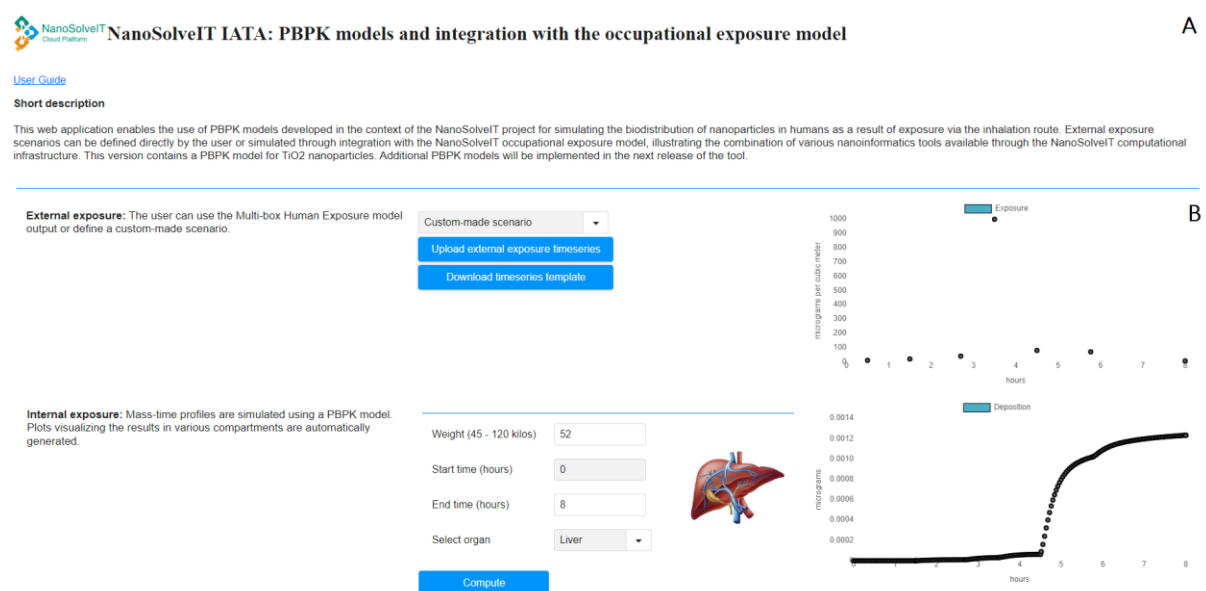 NanoSolveIT
Cloud Platform
NanoSolveIT IATA: PBPK models and integration with the occupational exposure model
A
User Guide
Short description
This web application enables the use of PBPK models developed in the context of the NanoSolveIT project for simulating the biodistribution of nanoparticles in humans as a result of exposure via the inhalation route. External exposure
scenarios can be defined directly by the user or simulated through integration with the NanoSolveIT occupational exposure model, illustrating the combination of various nanoinformatics tools available through the NanoSolveIT computational
infrastructure. This version contains a PBPK model for TiO2 nanoparticles. Additional PBPK models will be implemented in the next release of the tool.
External exposure: The user can use the Multi-box Human Exposure model
output or define a custom-made scenario.
Custom-made scenario
Upload external exposure timeseries
Download timeseries template
B
Exposure
micrograms per cubic meter
1000
900
800
700
600
500
400
300
200
100
0
0 1 2 3 4 5 6 7 8
hours
Internal exposure: Mass-time profiles are simulated using a PBPK model.
Plots visualizing the results in various compartments are automatically
generated.
Weight (45 - 120 kilos) 52
Start time (hours) 0
End time (hours) 8
Select organ Liver
Compute
Deposition
micrograms
0.0014
0.0012
0.0010
0.0008
0.0006
0.0004
0.0002
0 1 2 3 4 5 6 7 8
hours